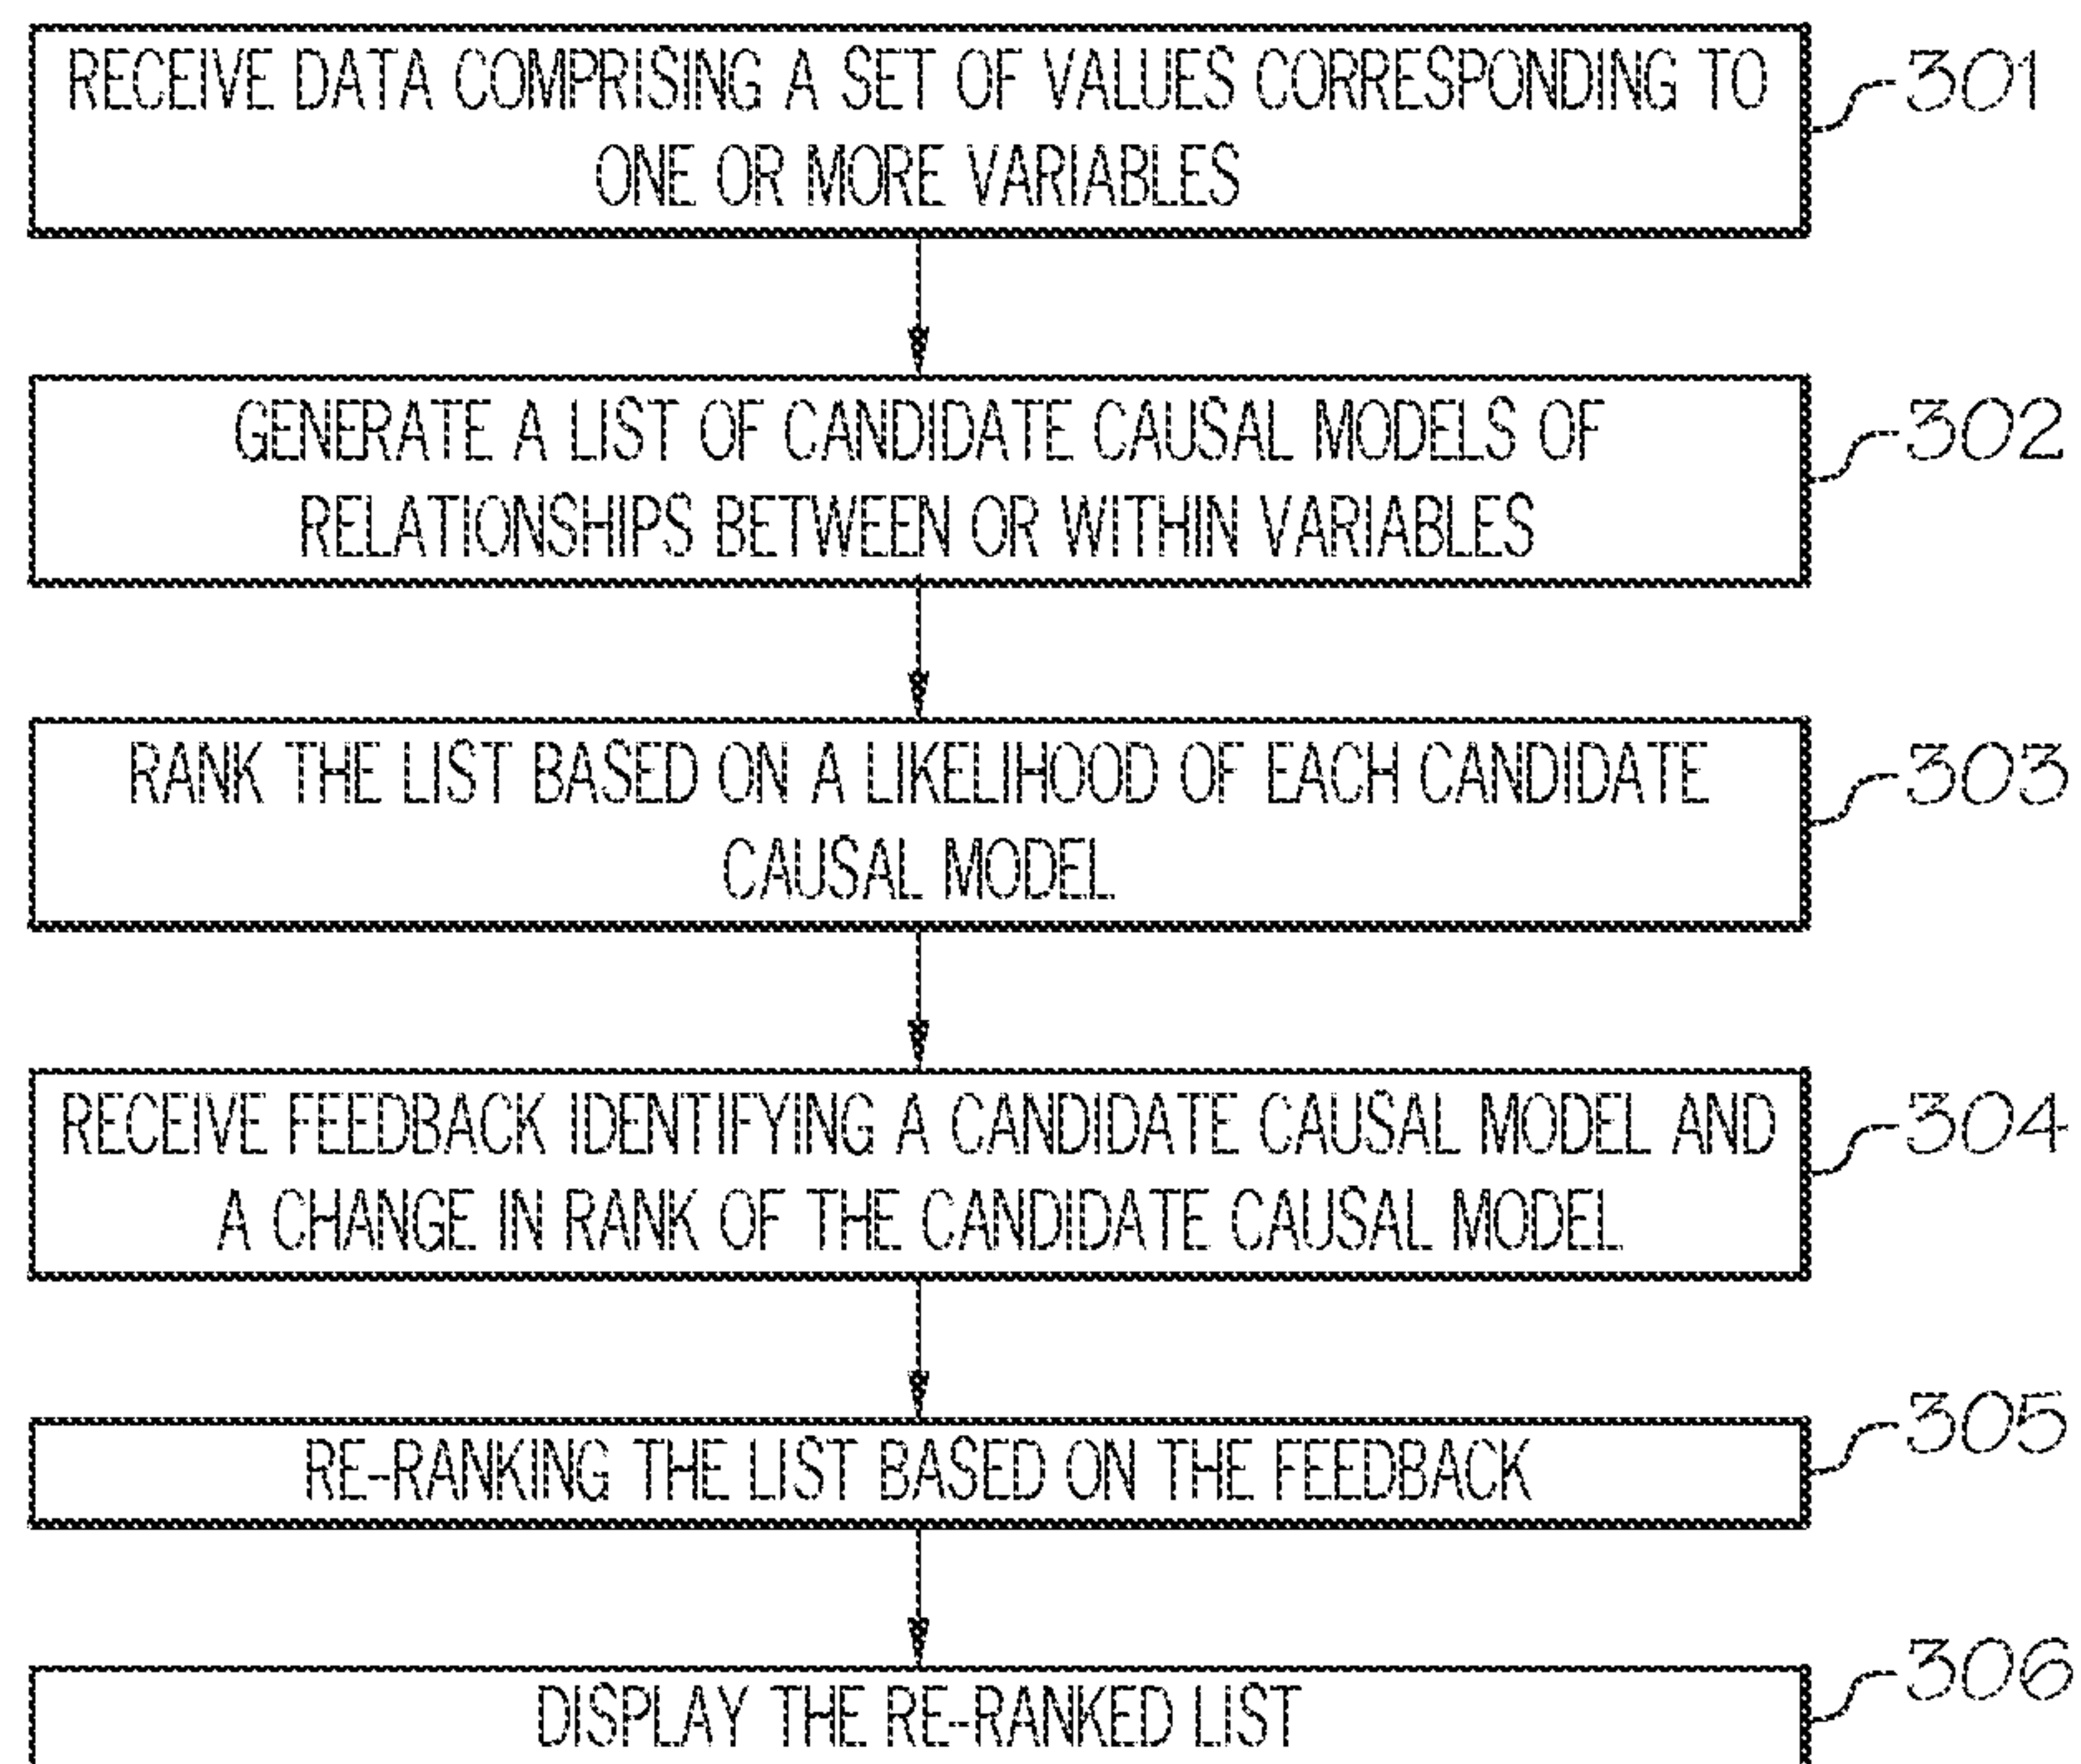 RECEIVE DATA COMPRISING A SET OF VALUES CORRESPONDING TO
ONE OR MORE VARIABLES
301
GENERATE A LIST OF CANDIDATE CAUSAL MODELS OF
RELATIONSHIPS BETWEEN OR WITHIN VARIABLES
302
RANK THE LIST BASED ON A LIKELIHOOD OF EACH CANDIDATE
CAUSAL MODEL
303
RECEIVE FEEDBACK IDENTIFYING A CANDIDATE CAUSAL MODEL AND
A CHANGE IN RANK OF THE CANDIDATE CAUSAL MODEL
304
RE-RANKING THE LIST BASED ON THE FEEDBACK
305
DISPLAY THE RE-RANKED LIST
306